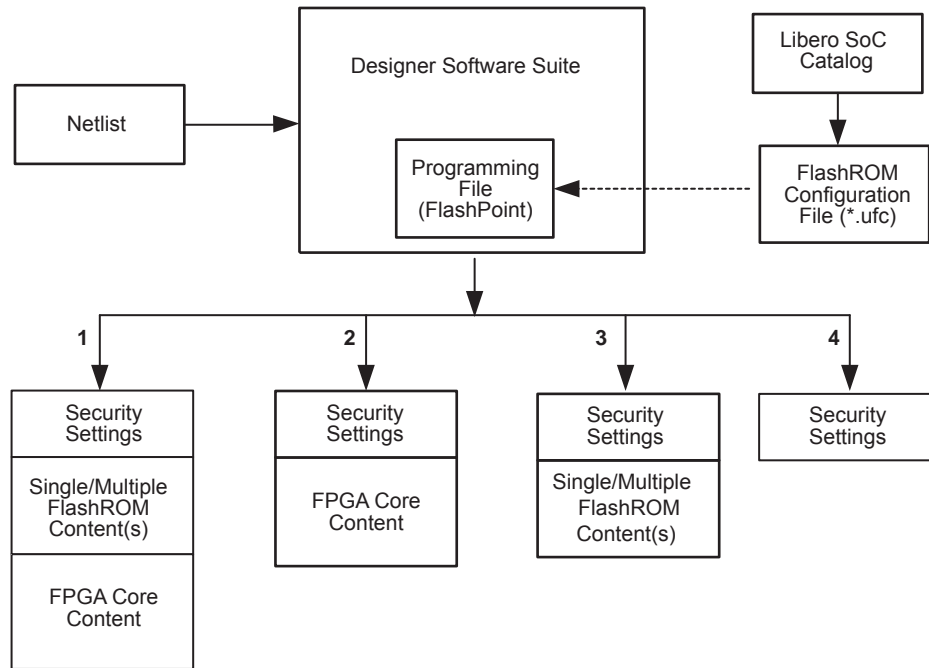 Libero SoC
Catalog
Designer Software Suite
Netlist
Programming
File
(FlashPoint)
FlashROM
Configuration
File (*.ufc)
1
2
3
4
Security
Settings
Single/Multiple
FlashROM
Content(s)
FPGA Core
Content
Security
Settings
FPGA Core
Content
Security
Settings
Single/Multiple
FlashROM
Content(s)
Security
Settings